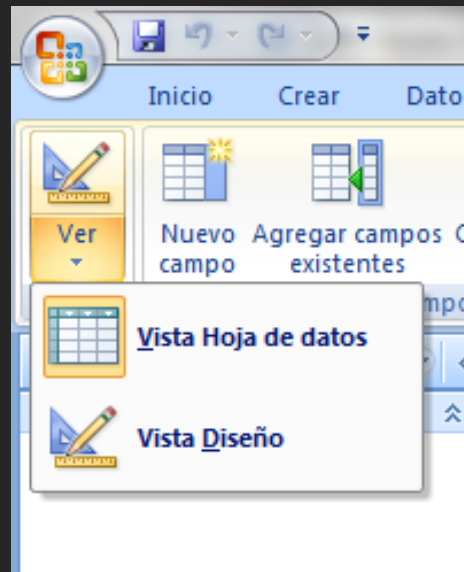 Inicio Crear Dato
Ver
Nuevo campo
Agregar campos existentes
Vista Hoja de datos
Vista Diseño